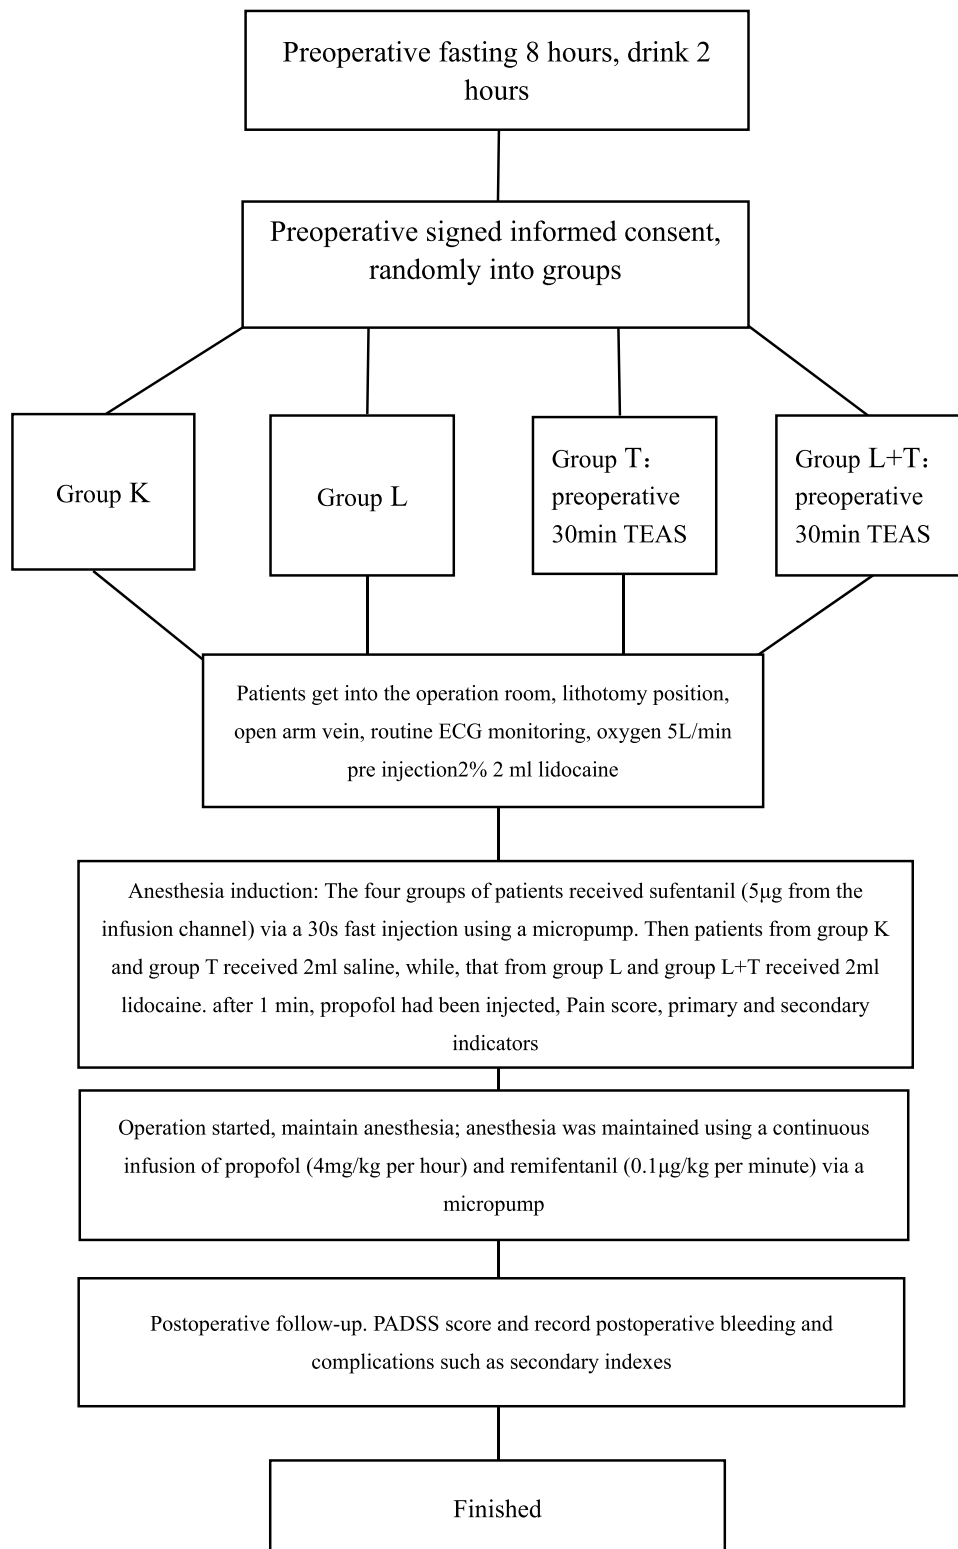 Preoperative fasting 8 hours, drink 2
hours
Preoperative signed informed consent,
randomly into groups
Group K
Group L
Group T：
preoperative
30min TEAS
Group L+T：
preoperative
30min TEAS
Patients get into the operation room, lithotomy position,
open arm vein, routine ECG monitoring, oxygen 5L/min
pre injection2% 2 ml lidocaine
Anesthesia induction: The four groups of patients received sufentanil (5μg from the
infusion channel) via a 30s fast injection using a micropump. Then patients from group K
and group T received 2ml saline, while, that from group L and group L+T received 2ml
lidocaine. after 1 min, propofol had been injected, Pain score, primary and secondary
indicators
Operation started, maintain anesthesia; anesthesia was maintained using a continuous
infusion of propofol (4mg/kg per hour) and remifentanil (0.1μg/kg per minute) via a
micropump
Postoperative follow-up. PADSS score and record postoperative bleeding and
complications such as secondary indexes
Finished